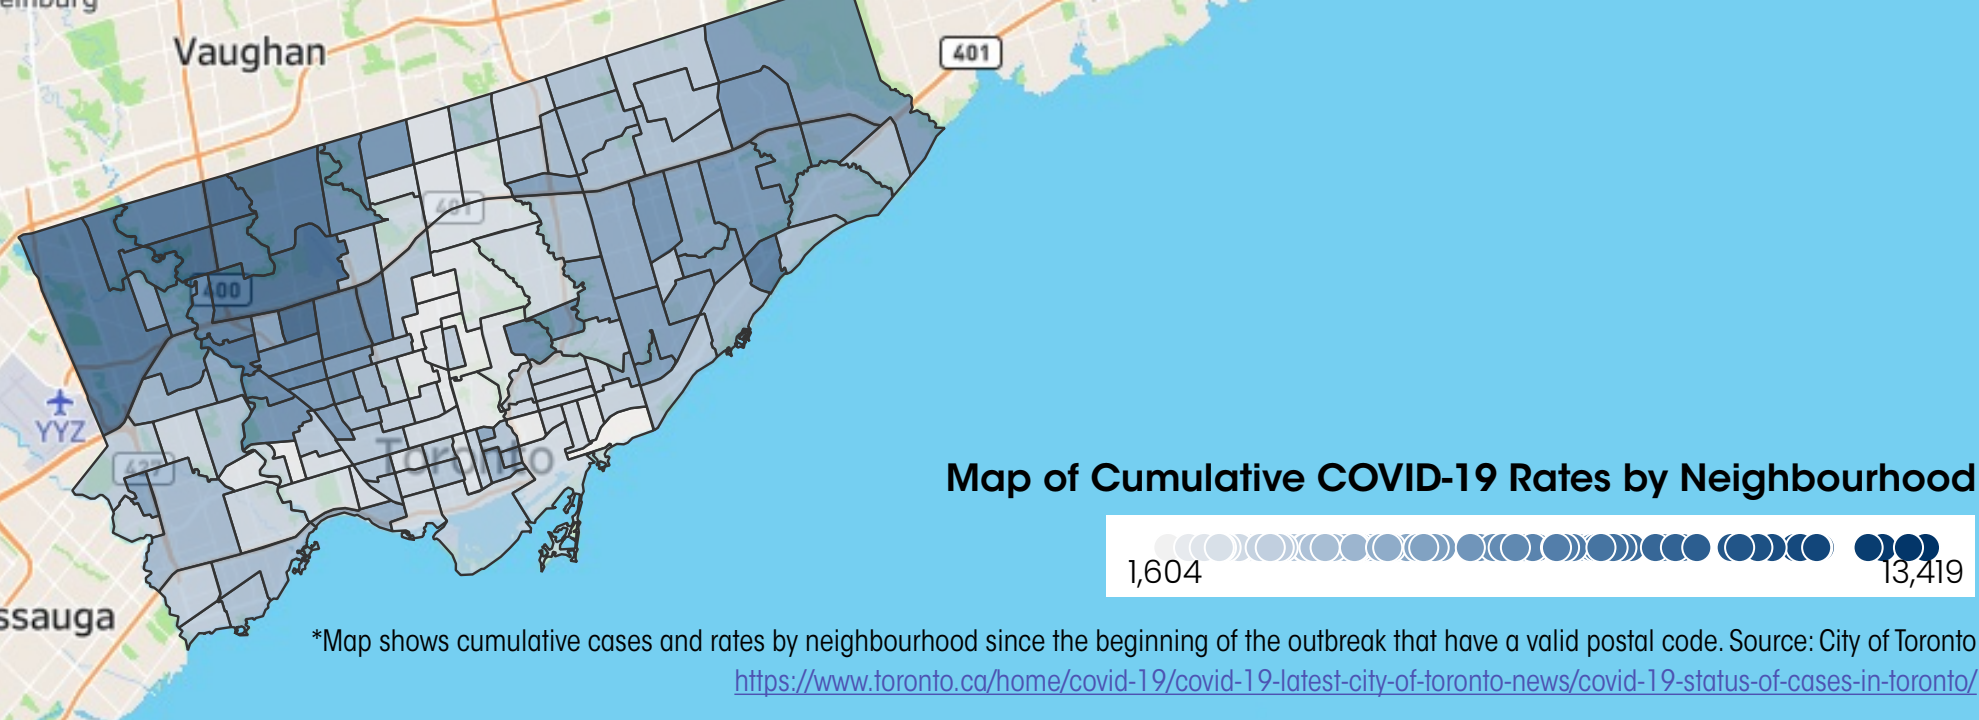 einburg
Vaughan
401
401
400
YYZ
427
Toronto
Map of Cumulative COVID-19 Rates by Neighbourhood
1,604
13,419
ssauga
*Map shows cumulative cases and rates by neighbourhood since the beginning of the outbreak that have a valid postal code. Source: City of Toronto
https://www.toronto.ca/home/covid-19/covid-19-latest-city-of-toronto-news/covid-19-status-of-cases-in-toronto/